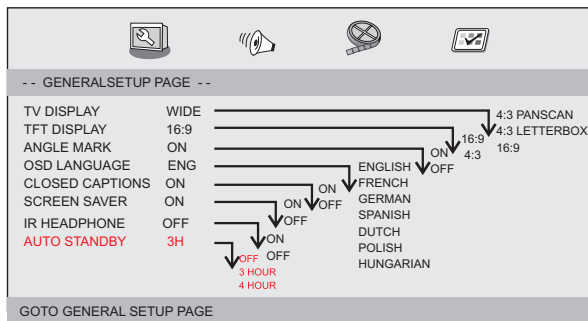 - - GENERALSETUP PAGE - -
TV DISPLAY WIDE
TFT DISPLAY 16:9
ANGLE MARK ON
OSD LANGUAGE ENG
CLOSED CAPTIONS ON
SCREEN SAVER ON
IR HEADPHONE OFF
AUTO STANDBY 3H
4:3 PANSCAN
4:3 LETTERBOX
16:9
16:9
4:3
ON
OFF
ENGLISH
FRENCH
GERMAN
SPANISH
DUTCH
POLISH
HUNGARIAN
ON
OFF
ON
OFF
ON
OFF
OFF
3 HOUR
4 HOUR
GOTO GENERAL SETUP PAGE